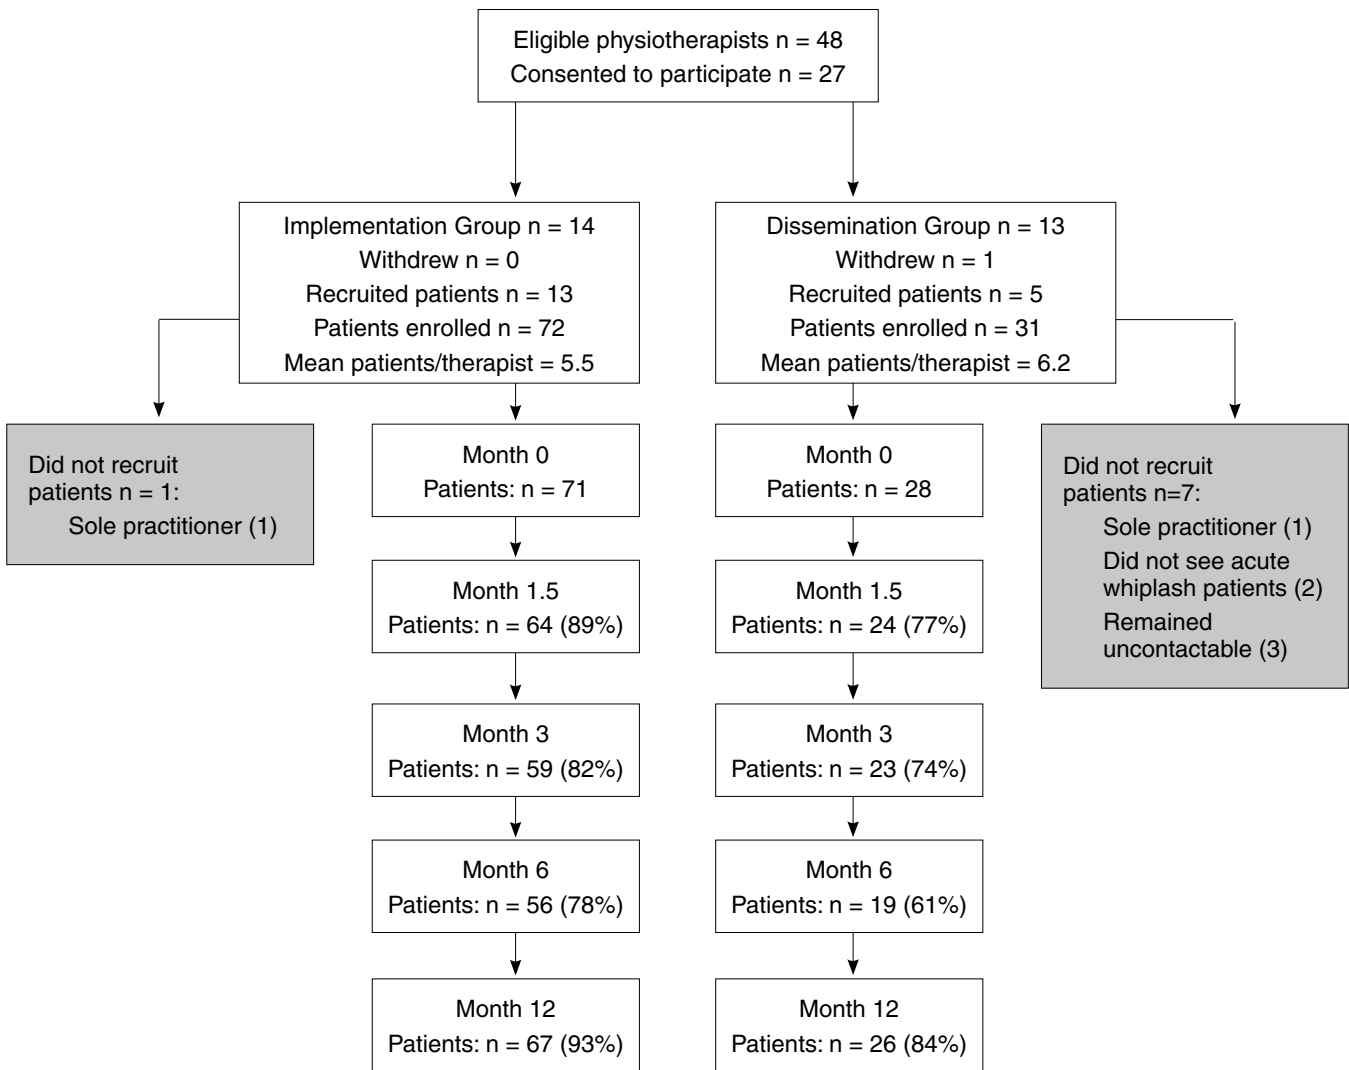 Eligible physiotherapists n = 48
Consented to participate n = 27
Implementation Group n = 14
Withdrew n = 0
Recruited patients n = 13
Patients enrolled n = 72
Mean patients/therapist = 5.5
Dissemination Group n = 13
Withdrew n = 1
Recruited patients n = 5
Patients enrolled n = 31
Mean patients/therapist = 6.2
Did not recruit
patients n = 1:
Sole practitioner (1)
Month 0
Patients: n = 71
Month 0
Patients: n = 28
Did not recruit
patients n=7:
Sole practitioner (1)
Did not see acute
whiplash patients (2)
Remained
uncontactable (3)
Month 1.5
Patients: n = 64 (89%)
Month 1.5
Patients: n = 24 (77%)
Month 3
Patients: n = 59 (82%)
Month 3
Patients: n = 23 (74%)
Month 6
Patients: n = 56 (78%)
Month 6
Patients: n = 19 (61%)
Month 12
Patients: n = 67 (93%)
Month 12
Patients: n = 26 (84%)